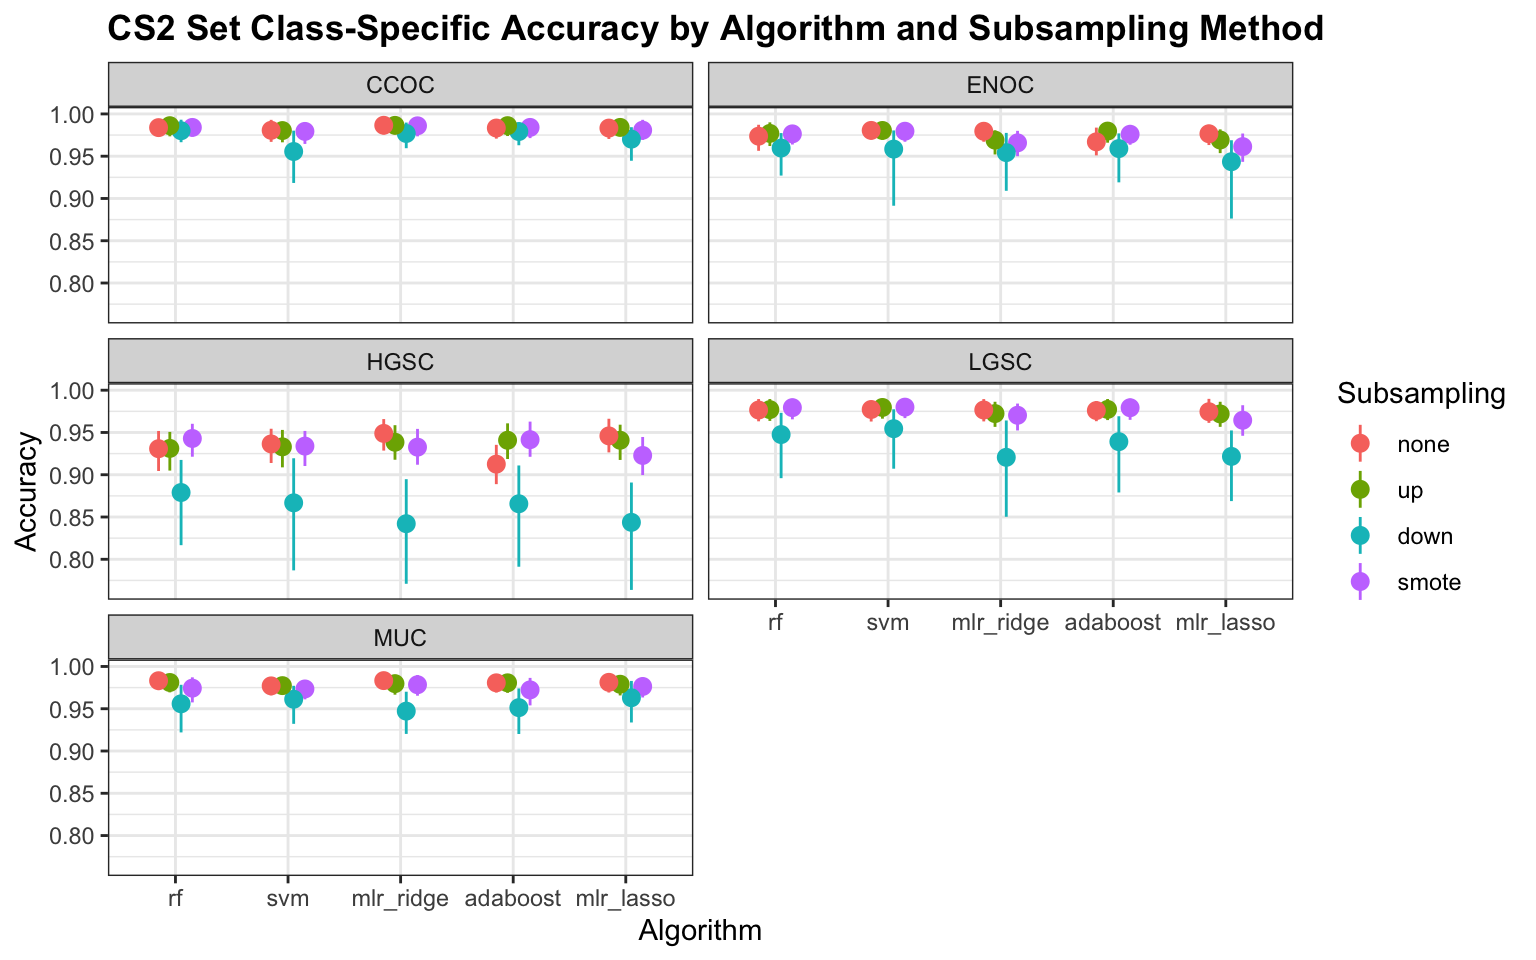 CS2 Set Class-Specific Accuracy by Algorithm and Subsampling Method
CCOC
ENOC
1.00
0.95
0.90
0.85
0.80
HGSC
LGSC
1.00
0.95
0.90
0.85
0.80
rf svm mlr_ridge adaboost mlr_lasso
MUC
1.00
0.95
0.90
0.85
0.80
rf svm mlr_ridge adaboost mlr_lasso
Accuracy
Algorithm
Subsampling
none
up
down
smote